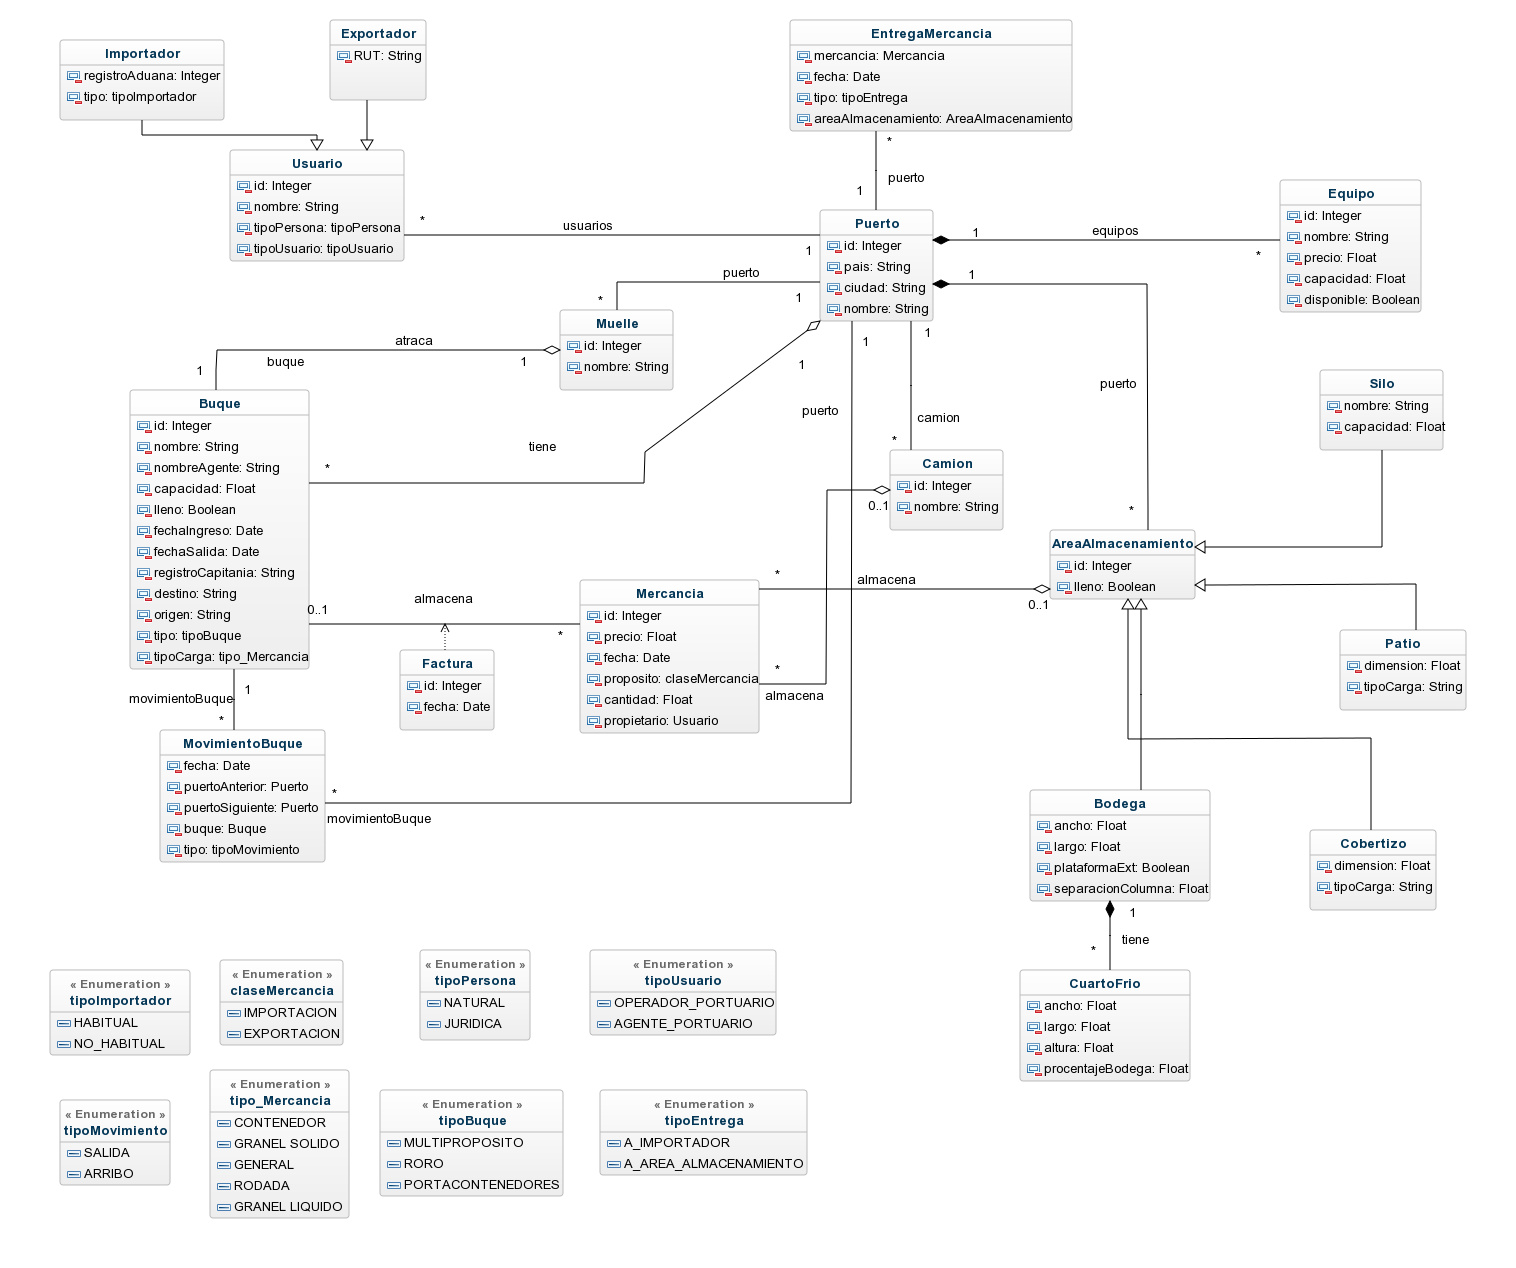 Importador
registroAduana: Integer
tipo: tipoImportador
Exportador
RUT: String
EntregaMercancia
mercancia: Mercancia
fecha: Date
tipo: tipoEntrega
areaAlmacenamiento: AreaAlmacenamiento
*
puerto
1
Usuario
id: Integer
nombre: String
tipoPersona: tipoPersona
tipoUsuario: tipoUsuario
*
usuarios
1
Puerto
id: Integer
pais: String
ciudad: String
nombre: String
1
equipos
*
Equipo
id: Integer
nombre: String
precio: Float
capacidad: Float
disponible: Boolean
1
puerto
*
puerto
*
1
Muelle
id: Integer
nombre: String
atraca
buque
1
1
tiene
*
1
puerto
1
1
camion
*
Camion
id: Integer
nombre: String
0..1
Silo
nombre: String
capacidad: Float
Buque
id: Integer
nombre: String
nombreAgente: String
capacidad: Float
lleno: Boolean
fechaIngreso: Date
fechaSalida: Date
registroCapitania: String
destino: String
origen: String
tipo: tipoBuque
tipoCarga: tipo_Mercancia
0..1
almacena
*
Factura
id: Integer
fecha: Date
Mercancia
id: Integer
precio: Float
fecha: Date
proposito: claseMercancia
cantidad: Float
propietario: Usuario
*
almacena
0..1
*
almacena
AreaAlmacenamiento
id: Integer
lleno: Boolean
Patio
dimension: Float
tipoCarga: String
movimientoBuque
1
*
MovimientoBuque
fecha: Date
puertoAnterior: Puerto
puertoSiguiente: Puerto
buque: Buque
tipo: tipoMovimiento
*
movimientoBuque
Bodega
ancho: Float
largo: Float
plataformaExt: Boolean
separacionColumna: Float
Cobertizo
dimension: Float
tipoCarga: String
1
tiene
*
CuartoFrio
ancho: Float
largo: Float
altura: Float
procentajeBodega: Float
« Enumeration »
tipoImportador
HABITUAL
NO_HABITUAL
« Enumeration »
claseMercancia
IMPORTACION
EXPORTACION
« Enumeration »
tipoPersona
NATURAL
JURIDICA
« Enumeration »
tipoUsuario
OPERADOR_PORTUARIO
AGENTE_PORTUARIO
« Enumeration »
tipoMovimiento
SALIDA
ARRIBO
« Enumeration »
tipo_Mercancia
CONTENEDOR
GRANEL SOLIDO
GENERAL
RODADA
GRANEL LIQUIDO
« Enumeration »
tipoBuque
MULTIPROPOSITO
RORO
PORTACONTENEDORES
« Enumeration »
tipoEntrega
A_IMPORTADOR
A_AREA_ALMACENAMIENTO